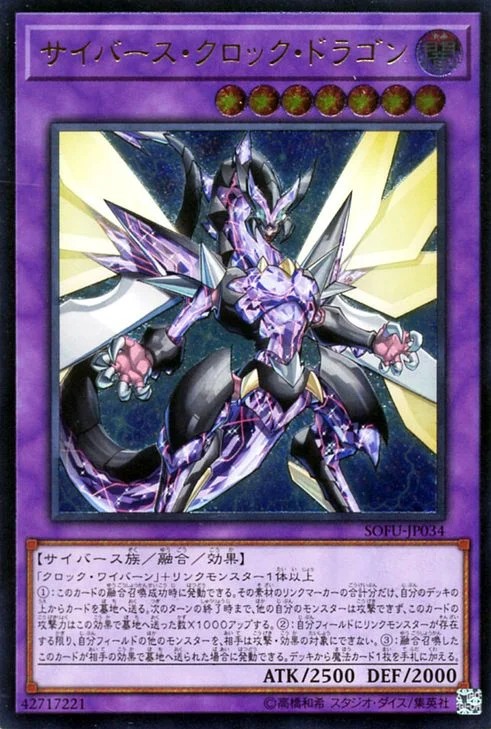 サイバース・クロック・ドラゴン
闇
SOFU-JP034
【サイバース族／融合／効果】
「クロック・ワイバーン」＋リンクモンスター１体以上
①：このカードの融合召喚成功時に発動できる。その素材のリンクマーカーの合計分だけ、自分のデッキの
上からカードを墓地へ送る。次のターンの終了時まで、他の自分のモンスターは攻撃できず、このカードの
攻撃力はこの効果で墓地へ送った数×1000アップする。②：自分フィールドにリンクモンスターが存在
する限り、自分フィールドの他のモンスターを、相手は攻撃・効果の対象にできない。③：融合召喚した
このカードが相手の効果で墓地へ送られた場合に発動できる。デッキから魔法カード１枚を手札に加える。
ATK/2500 DEF/2000
42717221
©高橋和希 スタジオ・ダイス/集英社